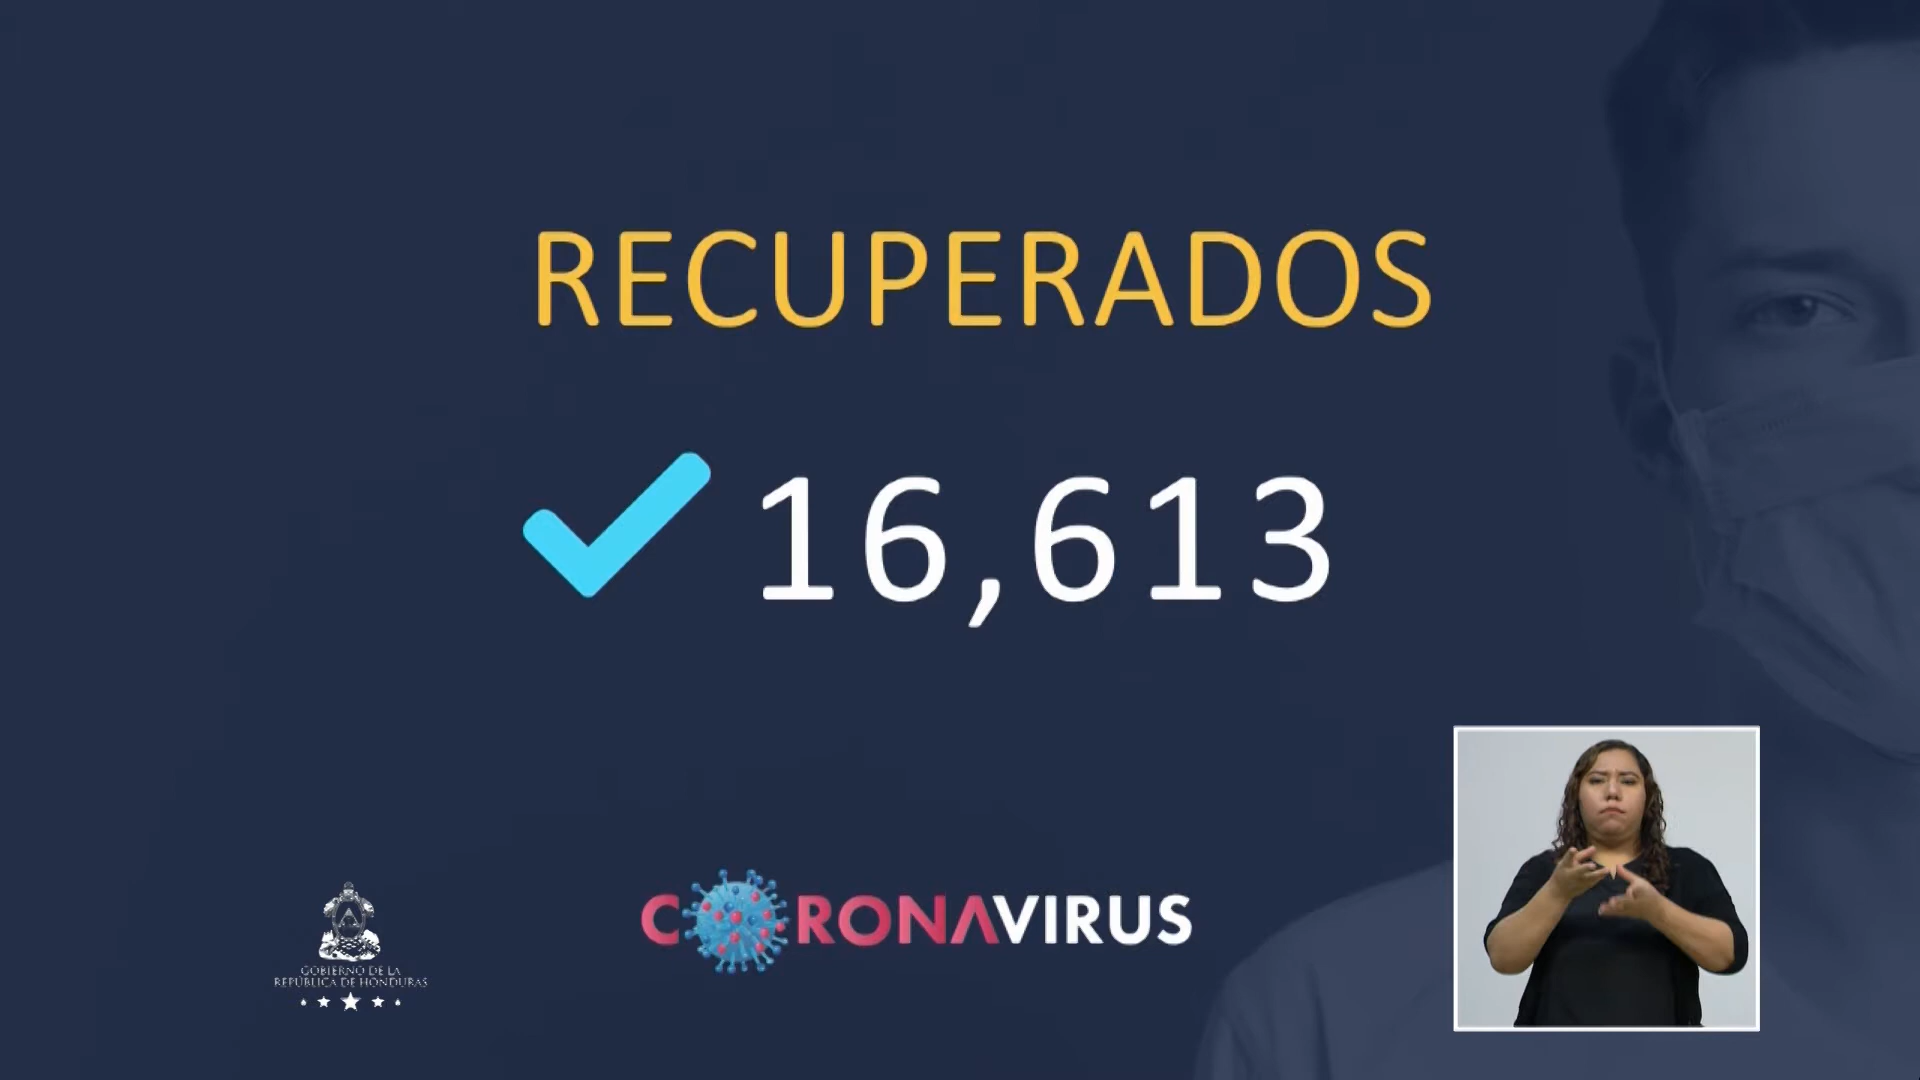 RECUPERADOS
16,613
CORONAVIRUS
GOBIERNO DE LA
REPÚBLICA DE HONDURAS